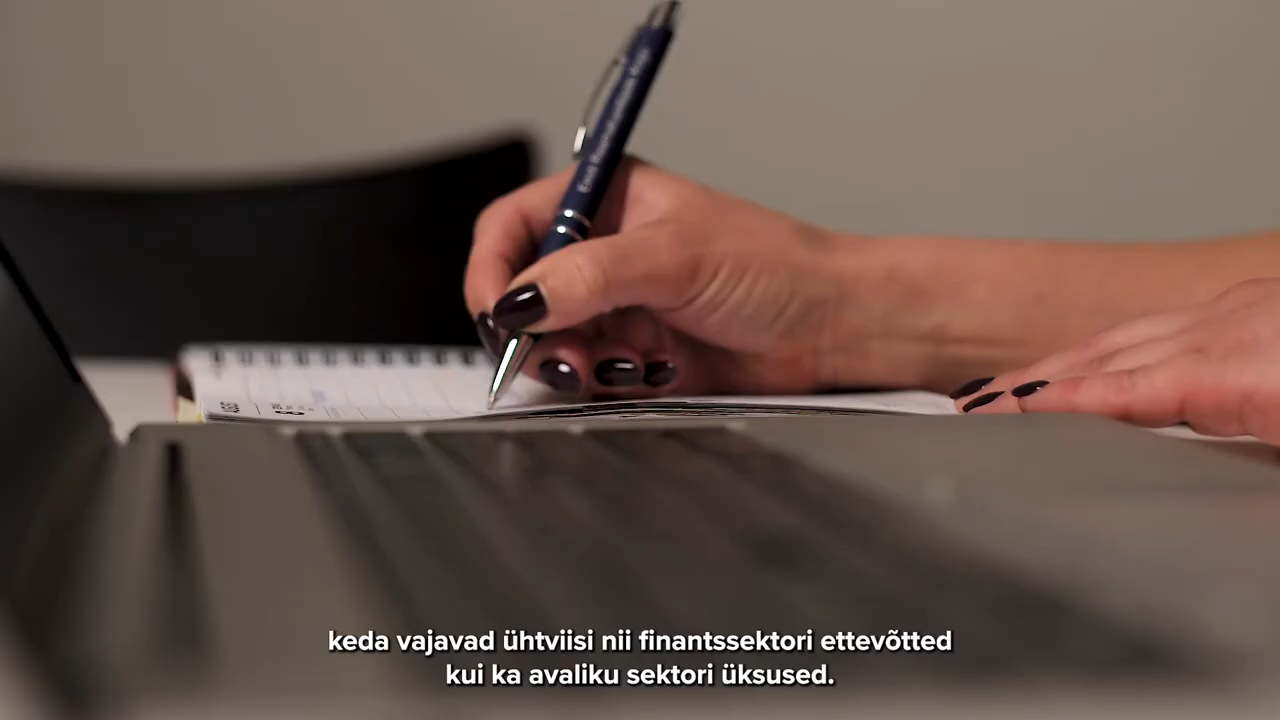 keda vajavad ühtviisi nii finantssektori ettevõtted
kui ka avaliku sektori üksused.